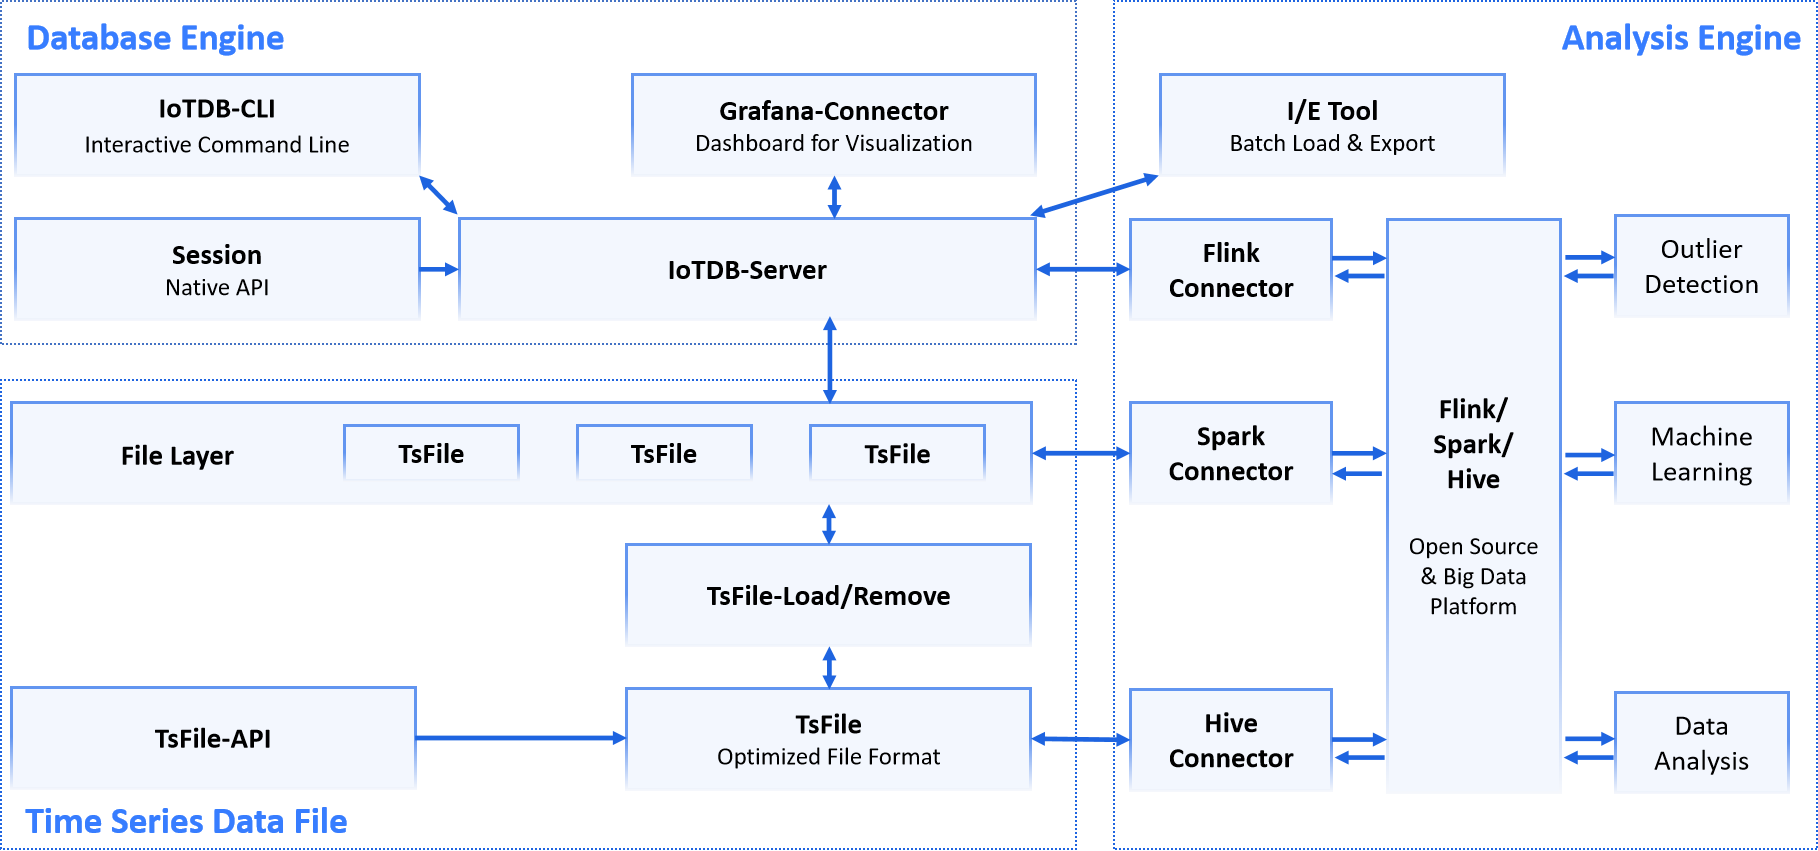 Database Engine
IoTDB-CLI
Interactive Command Line
Grafana-Connector
Dashboard for Visualization
Session
Native API
IoTDB-Server
Analysis Engine
I/E Tool
Batch Load & Export
Flink
Connector
Outlier
Detection
File Layer
TsFile
TsFile
TsFile
Spark
Connector
Flink/
Spark/
Hive
Open Source
& Big Data
Platform
Machine
Learning
TsFile-Load/Remove
TsFile-API
TsFile
Optimized File Format
Hive
Connector
Data
Analysis
Time Series Data File